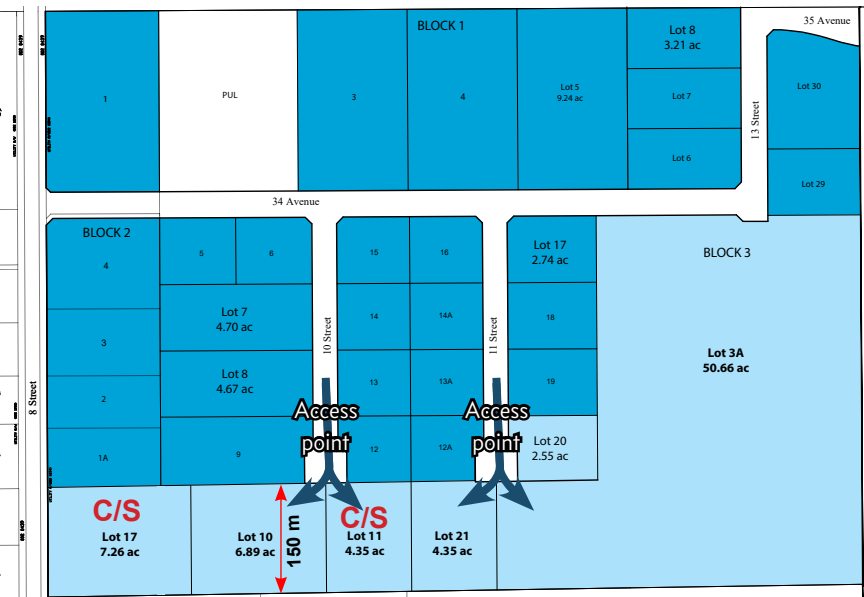 BLOCK 1
35 Avenue
Lot 8
3.21 ac
1
PUL
3
4
Lot 5
9.24 ac
Lot 7
Lot 6
13 Street
Lot 30
Lot 29
34 Avenue
BLOCK 2
4
5
6
15
16
Lot 17
2.74 ac
BLOCK 3
Lot 7
4.70 ac
10 Street
14
14A
11 Street
18
3
Lot 3A
50.66 ac
8 Street
2
Lot 8
4.67 ac
13
13A
19
Access
point
Access
point
1A
9
12
12A
Lot 20
2.55 ac
C/S
Lot 17
7.26 ac
Lot 10
6.89 ac
150 m
C/S
Lot 11
4.35 ac
Lot 21
4.35 ac